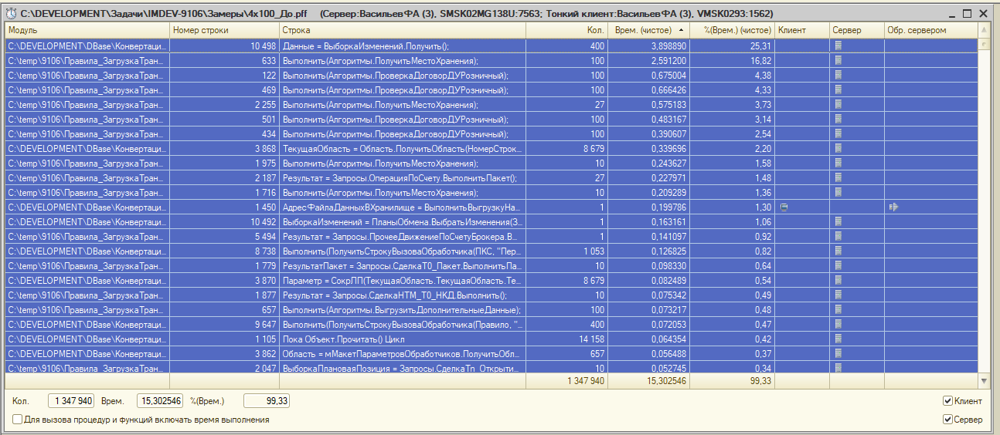 C:\DEVELOPMENT\Задачи\IMDEV-9106\Замеры\4x100_До.pff (Сервер:ВасильевФА (3), SMSK02MG138U:7563; Тонкий клиент:ВасильевФА (3), VMSK0293:1562)
Модуль Номер строки Строка Кол. Врем. (чистое) %(Врем.) (чистое) Клиент Сервер Обр. сервером
C:\DEVELOPMENT\DBase\Конвертаци... 10 498 Данные = ВыборкаИзменений.Получить(); 400 3,898890 25,31
C:\temp\9106\Правила_ЗагрузкаТран... 633 Выполнить(Алгоритмы.ПолучитьМестоХранения); 100 2,591200 16,82
C:\temp\9106\Правила_ЗагрузкаТран... 122 Выполнить(Алгоритмы.ПроверкаДоговорДУРозничный); 100 0,675004 4,38
C:\temp\9106\Правила_ЗагрузкаТран... 469 Выполнить(Алгоритмы.ПроверкаДоговорДУРозничный); 100 0,666426 4,33
C:\temp\9106\Правила_ЗагрузкаТран... 2 255 Выполнить(Алгоритмы.ПолучитьМестоХранения); 27 0,575183 3,73
C:\temp\9106\Правила_ЗагрузкаТран... 501 Выполнить(Алгоритмы.ПроверкаДоговорДУРозничный); 100 0,483167 3,14
C:\temp\9106\Правила_ЗагрузкаТран... 434 Выполнить(Алгоритмы.ПроверкаДоговорДУРозничный); 100 0,390607 2,54
C:\DEVELOPMENT\DBase\Конвертаци... 3 868 ТекущаяОбласть = Область.ПолучитьОбласть(НомерСтрок... 8 679 0,339696 2,20
C:\temp\9106\Правила_ЗагрузкаТран... 1 975 Выполнить(Алгоритмы.ПолучитьМестоХранения); 10 0,243627 1,58
C:\temp\9106\Правила_ЗагрузкаТран... 2 187 Результат = Запросы.ОперацияПоСчету.ВыполнитьПакет(); 27 0,227971 1,48
C:\temp\9106\Правила_ЗагрузкаТран... 1 716 Выполнить(Алгоритмы.ПолучитьМестоХранения); 10 0,209289 1,36
C:\DEVELOPMENT\DBase\Конвертаци... 1 450 АдресФайлаДанныхВХранилище = ВыполнитьВыгрузкуНа... 1 0,199786 1,30
C:\DEVELOPMENT\DBase\Конвертаци... 10 492 ВыборкаИзменений = ПланыОбмена.ВыбратьИзменения(З... 1 0,163161 1,06
C:\temp\9106\Правила_ЗагрузкаТран... 5 494 Результат = Запросы.ПрочееДвижениеПоСчетуБрокера.В... 1 0,141097 0,92
C:\DEVELOPMENT\DBase\Конвертаци... 8 738 Выполнить(ПолучитьСтрокуВызоваОбработчика(ПКС, "Пер... 1 053 0,126825 0,82
C:\temp\9106\Правила_ЗагрузкаТран... 1 779 РезультатПакет = Запросы.СделкаТ0_Пакет.ВыполнитьПа... 10 0,098330 0,64
C:\DEVELOPMENT\DBase\Конвертаци... 3 870 Параметр = СокрЛП(ТекущаяОбласть.ТекущаяОбласть.Те... 8 679 0,082489 0,54
C:\temp\9106\Правила_ЗагрузкаТран... 1 877 Результат = Запросы.СделкаНТМ_Т0_НКД.Выполнить(); 10 0,075342 0,49
C:\temp\9106\Правила_ЗагрузкаТран... 657 Выполнить(Алгоритмы.ВыгрузитьДополнительныеДанные); 100 0,073217 0,48
C:\DEVELOPMENT\DBase\Конвертаци... 9 647 Выполнить(ПолучитьСтрокуВызоваОбработчика(Правило, "... 400 0,072053 0,47
C:\DEVELOPMENT\DBase\Конвертаци... 1 105 Пока Объект.Прочитать() Цикл 14 158 0,064354 0,42
C:\DEVELOPMENT\DBase\Конвертаци... 3 862 Область = мМакетПараметровОбработчиков.ПолучитьОбл... 657 0,056488 0,37
C:\temp\9106\Правила_ЗагрузкаТран... 2 047 ВыборкаПлановаяПозиция = Запросы.СделкаТn_Открыти... 10 0,052745 0,34
1 347 940 15,302546 99,33
Кол. 1 347 940 Врем. 15,302546 %(Врем.) 99,33 Клиент
Для вызова процедур и функций включать время выполнения Сервер